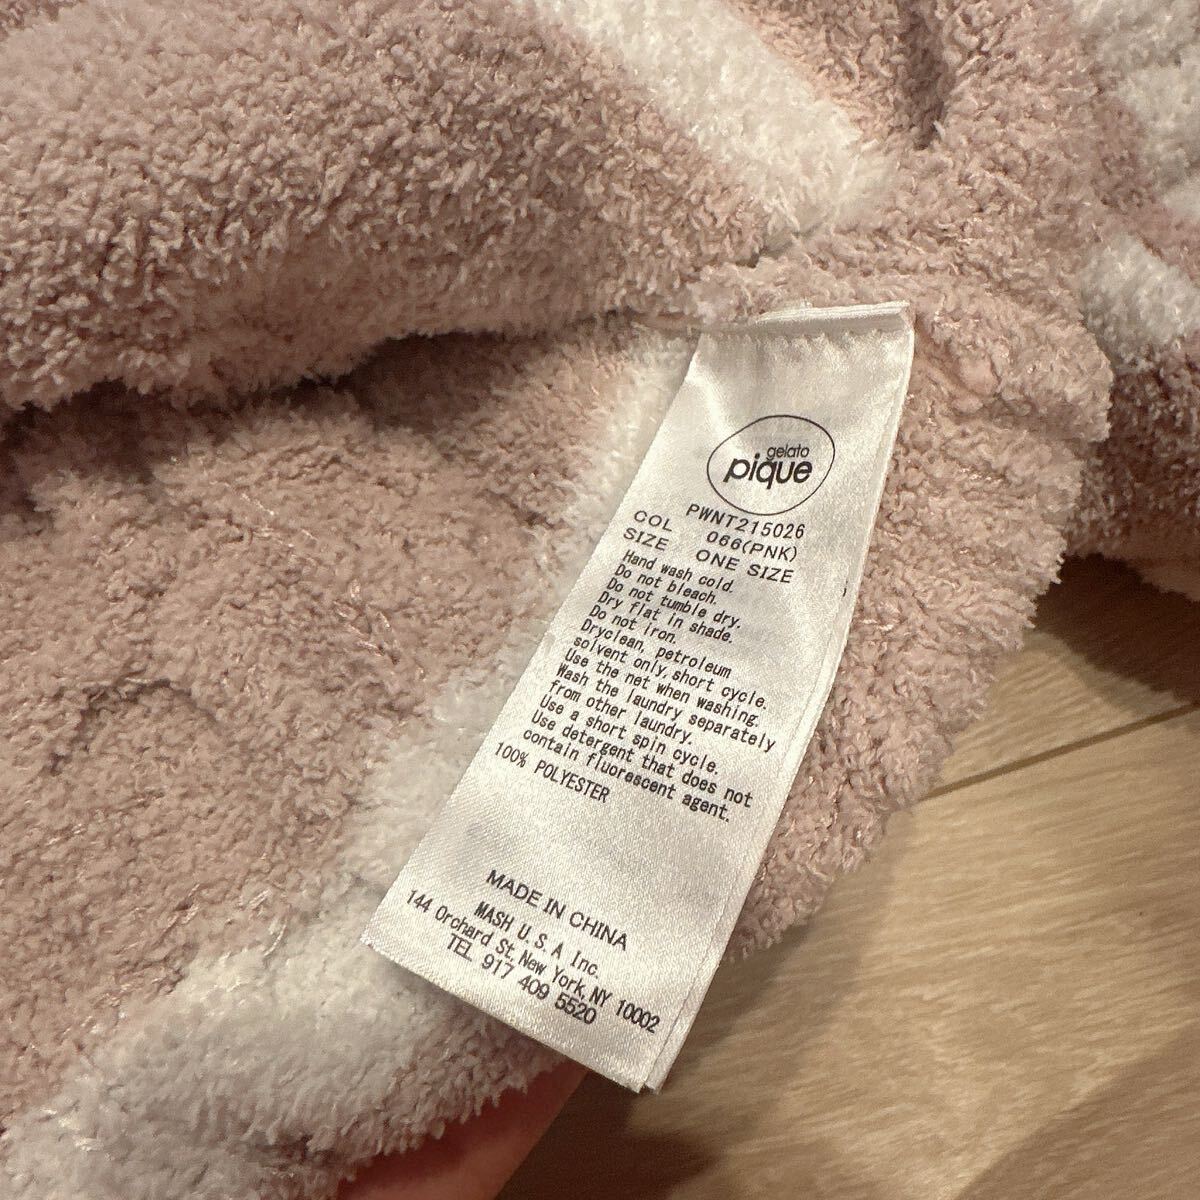 gelato
pique
PWNT215026
COL 066(PNK)
SIZE ONE SIZE
Hand wash cold.
Do not bleach.
Do not tumble dry.
Dry flat in shade.
Do not iron.
Dryclean, petroleum
solvent only, short cycle.
Use the net when washing.
Wash the laundry separately
from other laundry.
Use a short spin cycle.
Use detergent that does not
contain fluorescent agent.
100% POLYESTER
MADE IN CHINA
MASH U.S.A Inc.
144 Orchard St, New York, NY 10002
TEL 917 409 5520